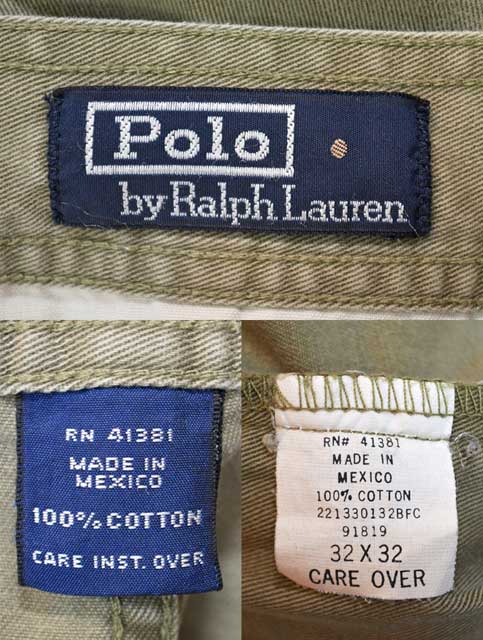 Polo
by Ralph Lauren
RN 41381
MADE IN
MEXICO
100% COTTON
CARE INST. OVER
RN# 41381
MADE IN
MEXICO
100% COTTON
221330132BFC
91819
32 X 32
CARE OVER